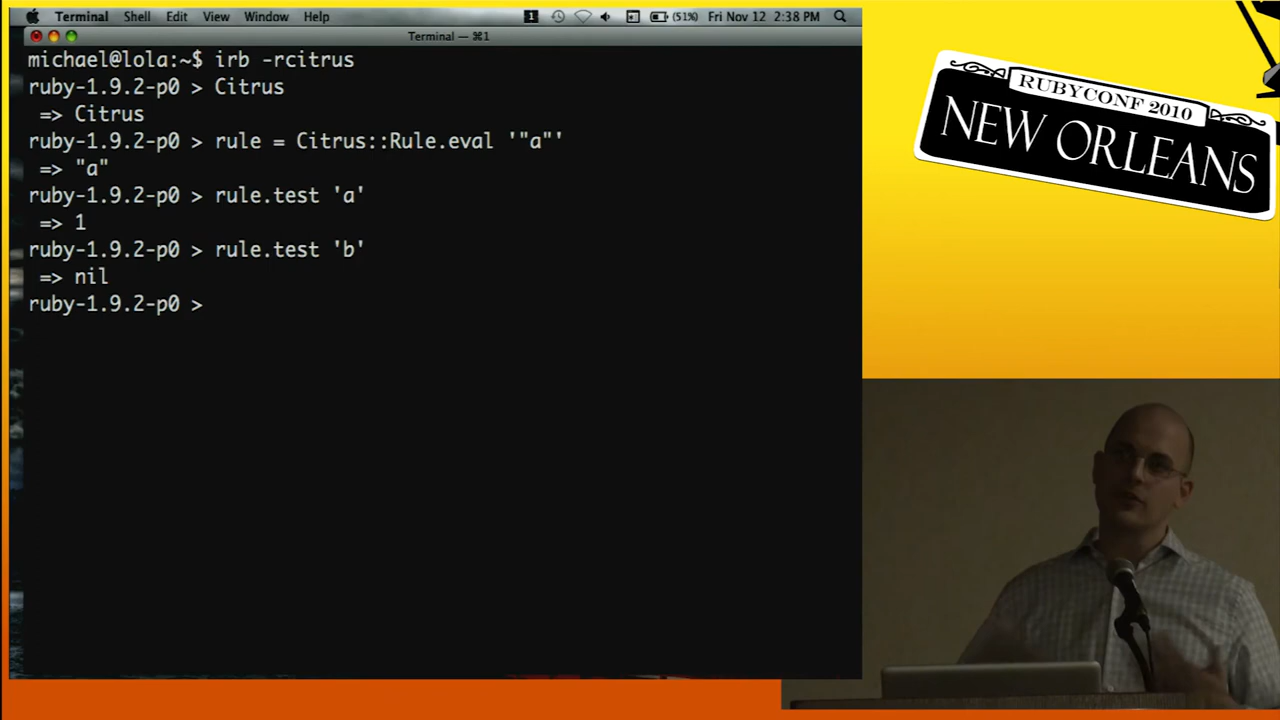 Terminal Shell Edit View Window Help 1 (51%) Fri Nov 12 2:38 PM
Terminal — ⌘1
michael@lola:~$ irb -rcitrus
ruby-1.9.2-p0 > Citrus
=> Citrus
ruby-1.9.2-p0 > rule = Citrus::Rule.eval '"a"'
=> "a"
ruby-1.9.2-p0 > rule.test 'a'
=> 1
ruby-1.9.2-p0 > rule.test 'b'
=> nil
ruby-1.9.2-p0 >
RUBYCONF 2010
NEW ORLEANS